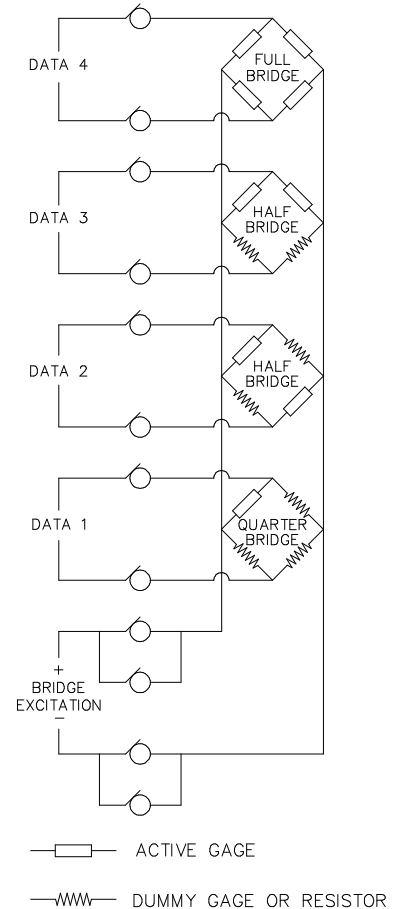 DATA 4
FULL
BRIDGE
DATA 3
HALF
BRIDGE
DATA 2
HALF
BRIDGE
DATA 1
QUARTER
BRIDGE
+
BRIDGE
EXCITATION
−
ACTIVE GAGE
DUMMY GAGE OR RESISTOR